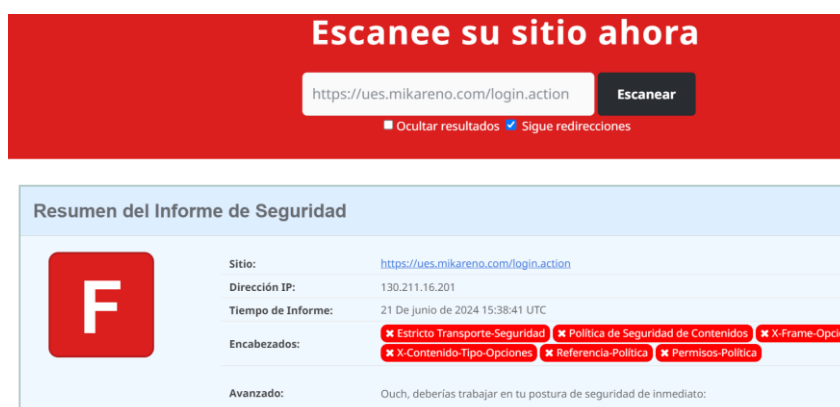 Escanee su sitio ahora
https://ues.mikareno.com/login.action
Escanear
Ocultar resultados Sigue redirecciones
Resumen del Informe de Seguridad
F
Sitio: https://ues.mikareno.com/login.action
Dirección IP: 130.211.16.201
Tiempo de Informe: 21 De junio de 2024 15:38:41 UTC
Encabezados:
Estricto Transporte-Seguridad Política de Seguridad de Contenidos X-Frame-Opci
X-Contenido-Tipo-Opciones Referencia-Política Permisos-Política
Avanzado: Ouch, deberías trabajar en tu postura de seguridad de inmediato: